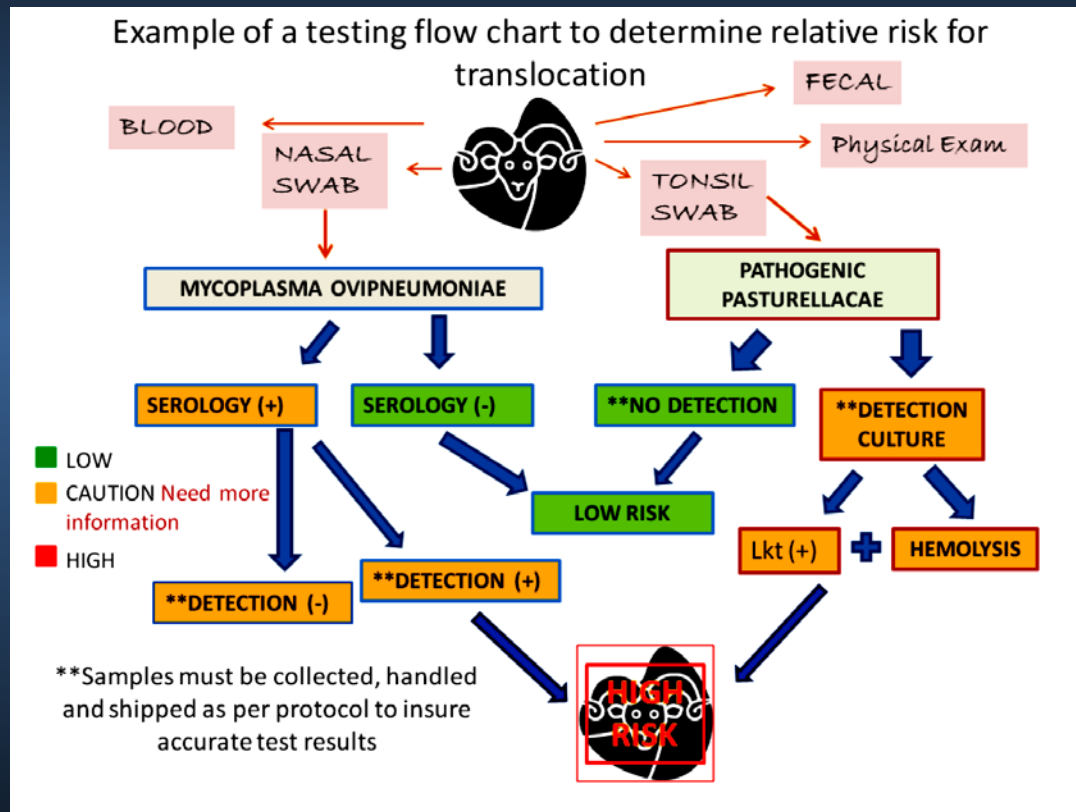 Example of a testing flow chart to determine relative risk for
translocation
FECAL
BLOOD
Physical Exam
NASAL
SWAB
TONSIL
SWAB
MYCOPLASMA OVIPNEUMONIAE
PATHOGENIC
PASTURELLACAE
SEROLOGY (+)
SEROLOGY (-)
**NO DETECTION
**DETECTION
CULTURE
LOW
CAUTION Need more
information
HIGH
LOW RISK
Lkt (+)
HEMOLYSIS
**DETECTION (-)
**DETECTION (+)
**Samples must be collected, handled
and shipped as per protocol to insure
accurate test results
HIGH
RISK